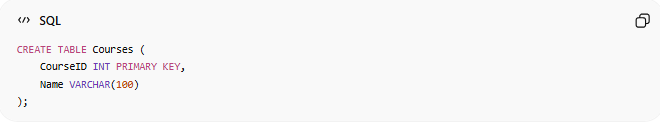 SQL
CREATE TABLE Courses (
    CourseID INT PRIMARY KEY,
    Name VARCHAR(100)
);